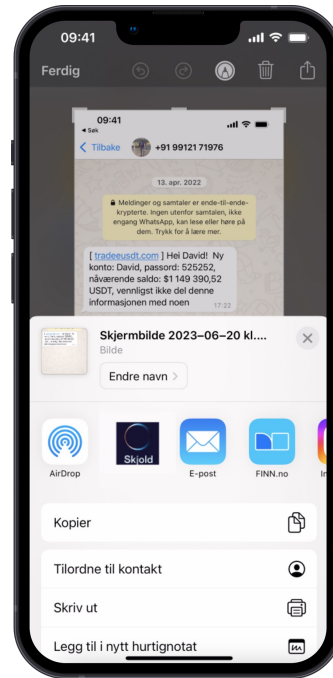 09:41
Ferdig
09:41
◂ Søk
Tilbake
+91 99121 71976
13. apr. 2022
Meldinger og samtaler er ende-til-ende-
krypterte. Ingen utenfor samtalen, ikke
engang WhatsApp, kan lese eller høre på
dem. Trykk for å lære mer.
[ tradeeusdt.com ] Hei David! Ny
konto: David, passord: 525252,
nåværende saldo: $1 149 390,52
USDT, vennligst ikke del denne
informasjonen med noen
17:22
Skjermbilde 2023–06–20 kl....
Bilde
Endre navn
AirDrop
Skjold
E-post
FINN.no
In
Kopier
Tilordne til kontakt
Skriv ut
Legg til i nytt hurtignotat